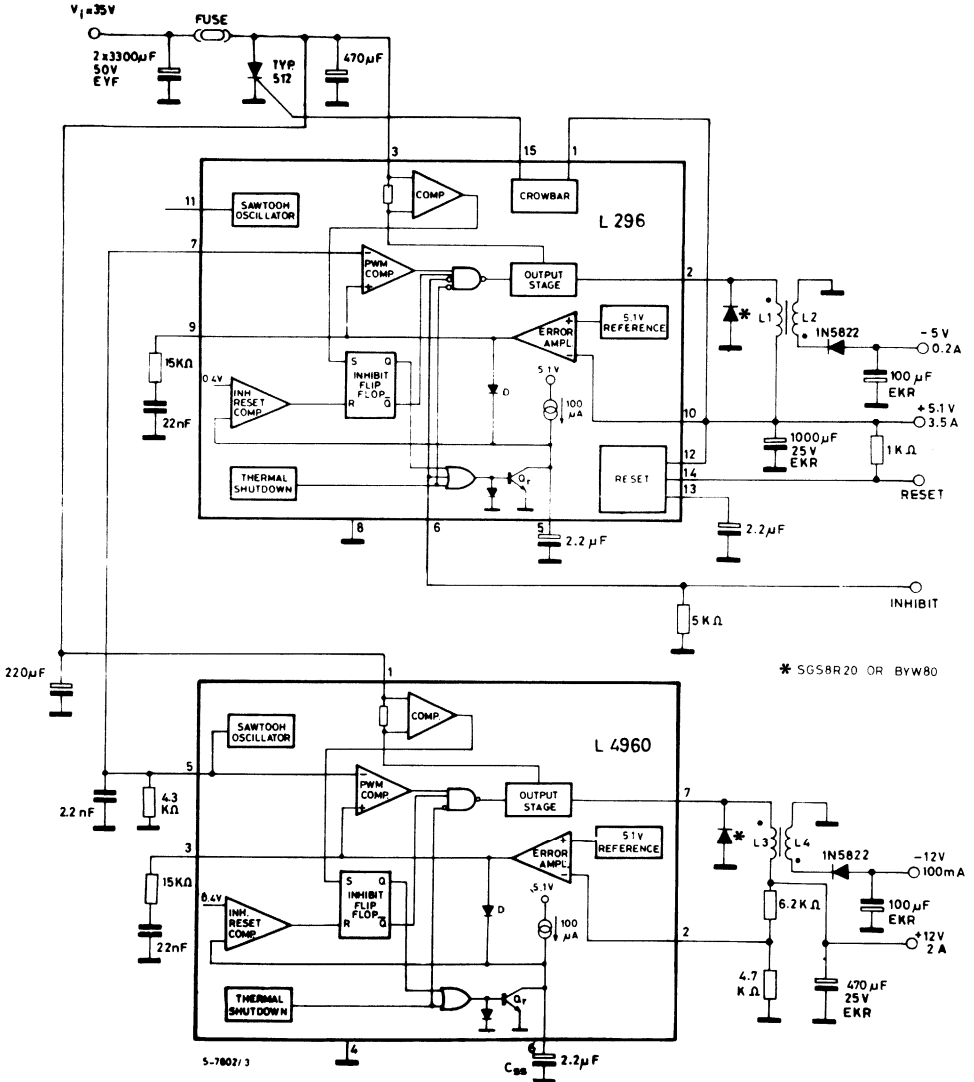 Vi=35V
FUSE
2x3300µF
50V
EYF
TYP.
512
470µF
3
15
1
11
SAWTOOH
OSCILLATOR
COMP
CROWBAR
L 296
7
PWM
COMP
OUTPUT
STAGE
2
*
L1
L2
1N5822
-5V
0.2A
100µF
EKR
9
5.1V
REFERENCE
ERROR
AMPL.
15KΩ
22nF
0.4V
INH.
RESET
COMP.
S
Q
INHIBIT
FLIP
FLOP
R
Q̄
D
5.1V
100
µA
10
+5.1V
3.5A
1000µF
25V
EKR
1KΩ
12
14
13
RESET
RESET
THERMAL
SHUTDOWN
Qr
8
6
5
2.2µF
2.2µF
INHIBIT
5KΩ
* SGS8R20 OR BYW80
220µF
1
SAWTOOH
OSCILLATOR
COMP.
L 4960
5
4.3
KΩ
2.2nF
PWM
COMP.
OUTPUT
STAGE
7
*
L3
L4
1N5822
-12V
100mA
100µF
EKR
3
5.1V
REFERENCE
ERROR
AMPL.
15KΩ
22nF
0.4V
INH.
RESET
COMP.
S
Q
INHIBIT
FLIP
FLOP
R
Q̄
D
5.1V
100
µA
2
6.2KΩ
4.7
KΩ
+12V
2A
470µF
25V
EKR
THERMAL
SHUTDOWN
Qr
S-7802/3
4
6
Css
2.2µF